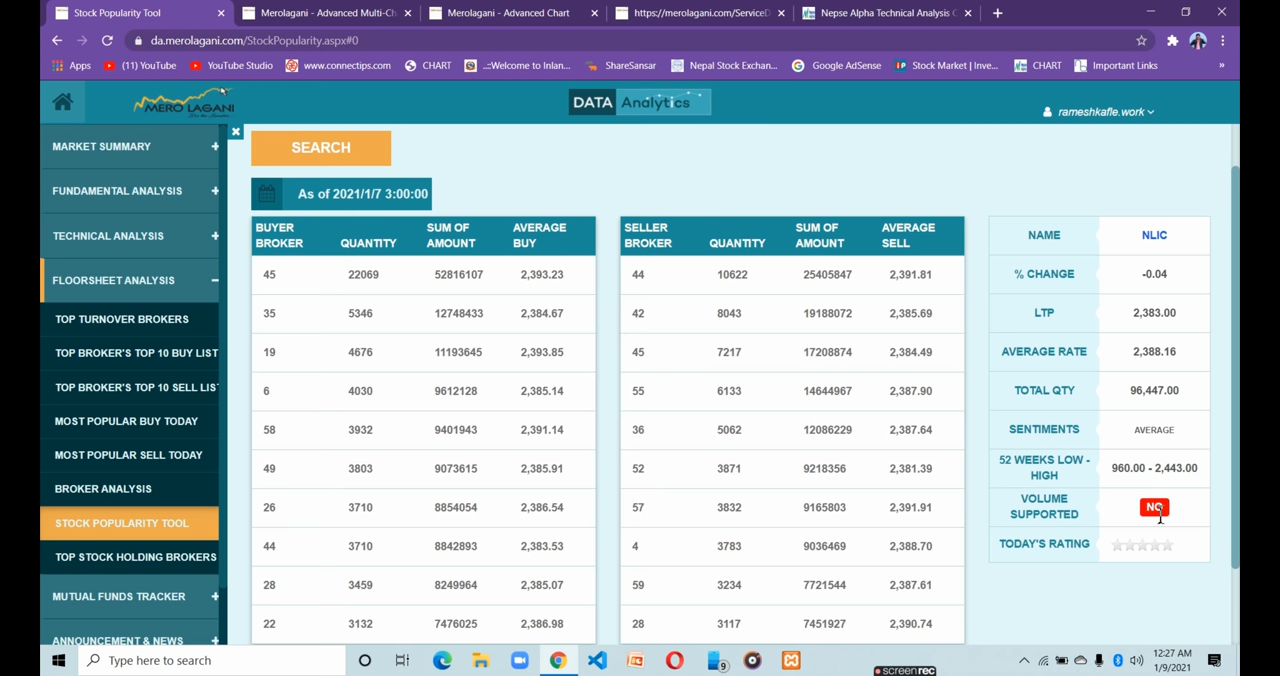 Stock Popularity Tool
Merolagani - Advanced Multi-Ch
Merolagani - Advanced Chart
https://merolagani.com/ServiceD
Nepse Alpha Technical Analysis C
da.merolagani.com/StockPopularity.aspx#0
Apps (11) YouTube YouTube Studio www.connectips.com CHART ..::Welcome to Inlan... ShareSansar Nepal Stock Exchan... Google AdSense Stock Market | Inve... CHART Important Links »
MERO LAGANI
DATA Analytics
rameshkafle.work
MARKET SUMMARY +
FUNDAMENTAL ANALYSIS +
TECHNICAL ANALYSIS +
FLOORSHEET ANALYSIS −
TOP TURNOVER BROKERS
TOP BROKER'S TOP 10 BUY LIST
TOP BROKER'S TOP 10 SELL LIST
MOST POPULAR BUY TODAY
MOST POPULAR SELL TODAY
BROKER ANALYSIS
STOCK POPULARITY TOOL
TOP STOCK HOLDING BROKERS
MUTUAL FUNDS TRACKER +
ANNOUNCEMENT & NEWS +
SEARCH
As of 2021/1/7 3:00:00
BUYER BROKER QUANTITY SUM OF AMOUNT AVERAGE BUY
45 22069 52816107 2,393.23
35 5346 12748433 2,384.67
19 4676 11193645 2,393.85
6 4030 9612128 2,385.14
58 3932 9401943 2,391.14
49 3803 9073615 2,385.91
26 3710 8854054 2,386.54
44 3710 8842893 2,383.53
28 3459 8249964 2,385.07
22 3132 7476025 2,386.98
SELLER BROKER QUANTITY SUM OF AMOUNT AVERAGE SELL
44 10622 25405847 2,391.81
42 8043 19188072 2,385.69
45 7217 17208874 2,384.49
55 6133 14644967 2,387.90
36 5062 12086229 2,387.64
52 3871 9218356 2,381.39
57 3832 9165803 2,391.91
4 3783 9036469 2,388.70
59 3234 7721544 2,387.61
28 3117 7451927 2,390.74
NAME NLIC
% CHANGE -0.04
LTP 2,383.00
AVERAGE RATE 2,388.16
TOTAL QTY 96,447.00
SENTIMENTS AVERAGE
52 WEEKS LOW - HIGH 960.00 - 2,443.00
VOLUME SUPPORTED NO
TODAY'S RATING
Type here to search
9
screenrec
12:27 AM
1/9/2021